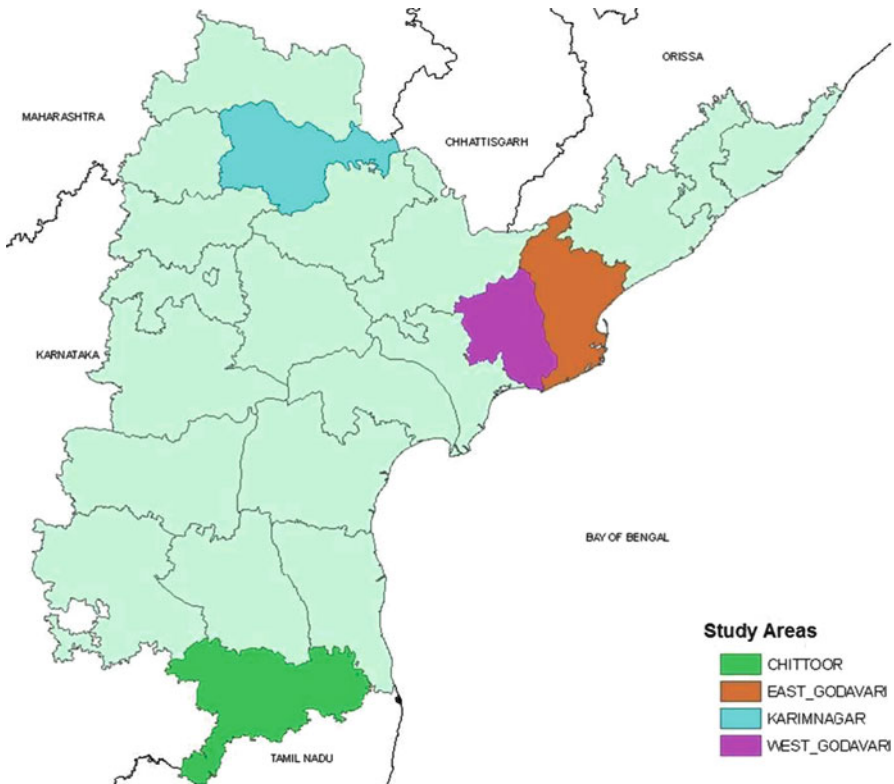 ORISSA
MAHARASHTRA
CHHATTISGARH
KARNATAKA
BAY OF BENGAL
TAMIL NADU
Study Areas
CHITTOOR
EAST_GODAVARI
KARIMNAGAR
WEST_GODAVARI